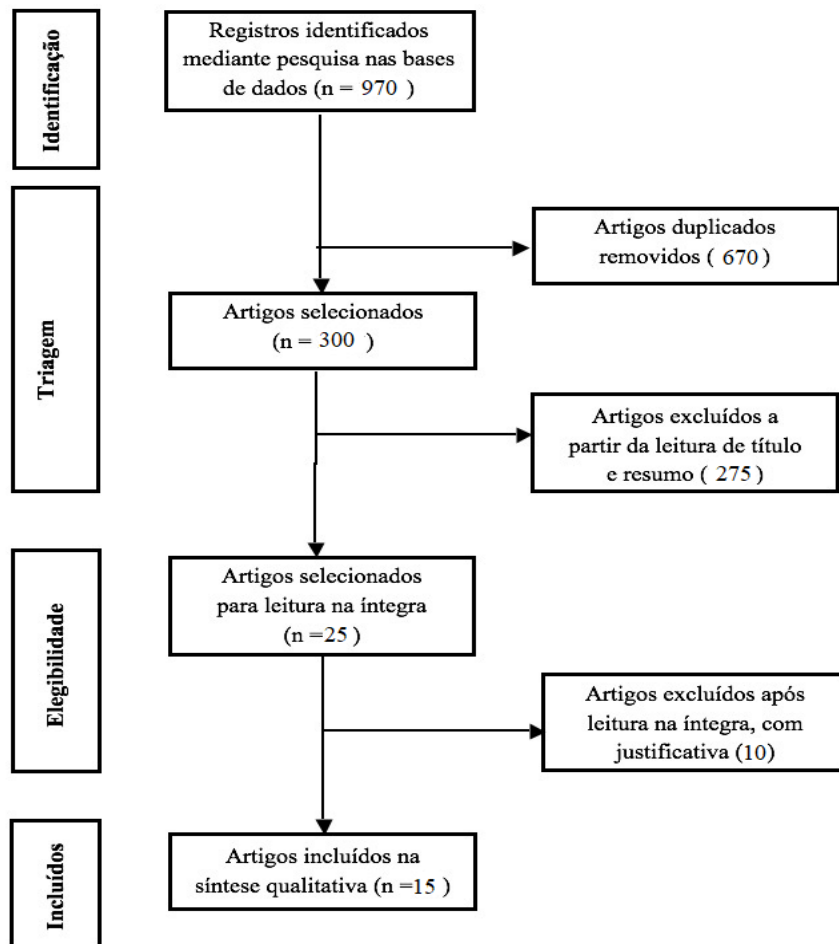 Identificação
Registros identificados
mediante pesquisa nas bases
de dados (n = 970 )
Triagem
Artigos duplicados
removidos ( 670)
Artigos selecionados
(n = 300 )
Artigos excluídos a
partir da leitura de título
e resumo ( 275)
Elegibilidade
Artigos selecionados
para leitura na íntegra
(n =25 )
Artigos excluídos após
leitura na íntegra, com
justificativa (10)
Incluídos
Artigos incluídos na
síntese qualitativa (n =15 )